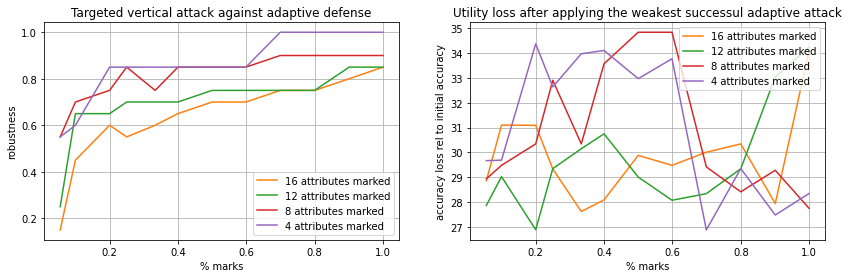 Targeted vertical attack against adaptive defense
1.0
0.8
0.6
0.4
0.2
robustness
0.2
0.4
0.6
0.8
1.0
% marks
16 attributes marked
12 attributes marked
8 attributes marked
4 attributes marked
Utility loss after applying the weakest successul adaptive attack
35
34
33
32
31
30
29
28
27
accuracy loss rel to initial accuracy
0.2
0.4
0.6
0.8
1.0
% marks
16 attributes marked
12 attributes marked
8 attributes marked
4 attributes marked